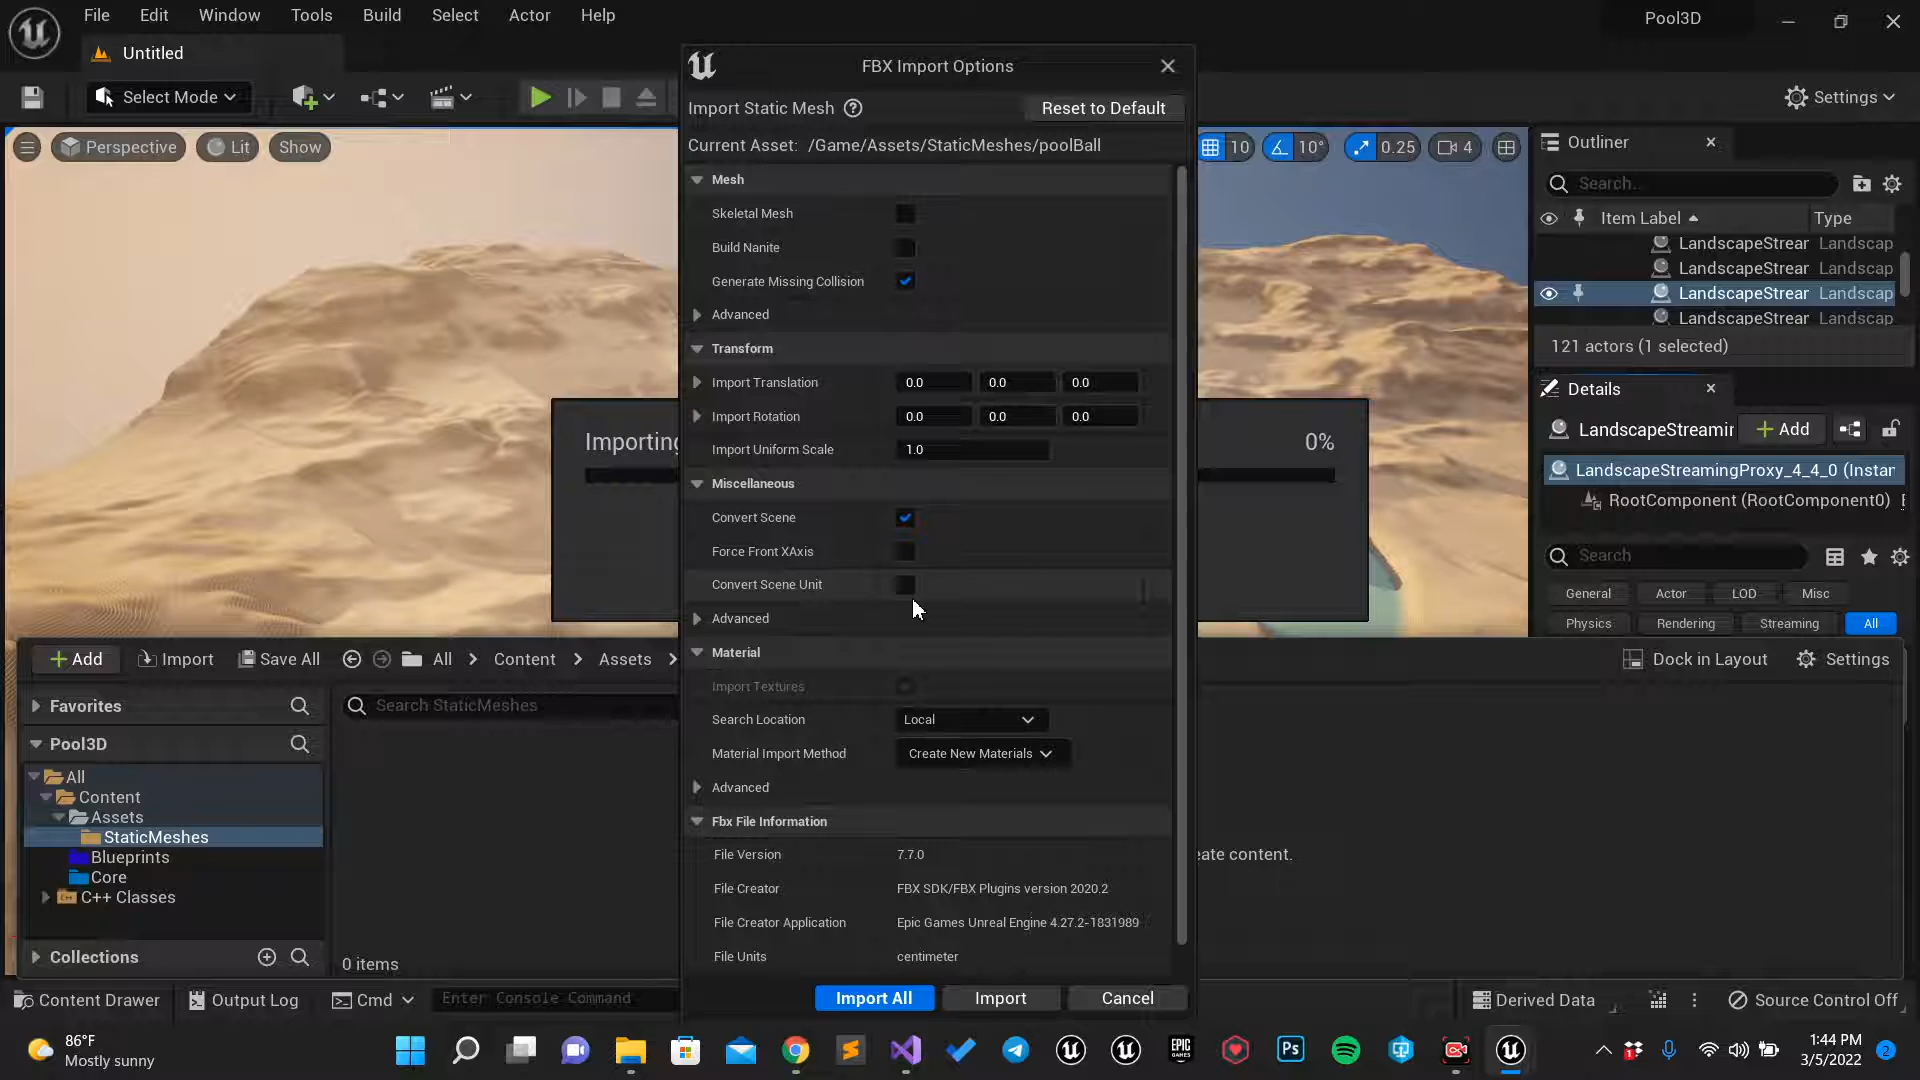 File Edit Window Tools Build Select Actor Help
Pool3D
Untitled
Select Mode
Settings
FBX Import Options
Import Static Mesh
Reset to Default
Current Asset: /Game/Assets/StaticMeshes/poolBall
Perspective
Lit
Show
10
10°
0.25
4
Mesh
Skeletal Mesh
Build Nanite
Generate Missing Collision
Advanced
Transform
Import Translation 0.0 0.0 0.0
Import Rotation 0.0 0.0 0.0
Import Uniform Scale 1.0
Miscellaneous
Convert Scene
Force Front XAxis
Convert Scene Unit
Advanced
Material
Import Textures
Search Location Local
Material Import Method Create New Materials
Advanced
Fbx File Information
File Version 7.7.0
File Creator FBX SDK/FBX Plugins version 2020.2
File Creator Application Epic Games Unreal Engine 4.27.2-1831989
File Units centimeter
Import All Import Cancel
Importing
0%
Outliner
Search...
Item Label Type
LandscapeStrear Landscap
LandscapeStrear Landscap
LandscapeStrear Landscap
LandscapeStrear Landscap
121 actors (1 selected)
Details
LandscapeStreamir Add
LandscapeStreamingProxy_4_4_0 (Instar
RootComponent (RootComponent0)
Search
General Actor LOD Misc
Physics Rendering Streaming All
Add Import Save All All Content Assets
Dock in Layout Settings
Favorites
Search StaticMeshes
Pool3D
All
Content
Assets
StaticMeshes
Blueprints
Core
C++ Classes
eate content.
Collections
0 items
Content Drawer Output Log Cmd Enter Console Command
Derived Data Source Control Off
86°F
Mostly sunny
EPIC
GAMES
Ps
1
1:44 PM
3/5/2022
2